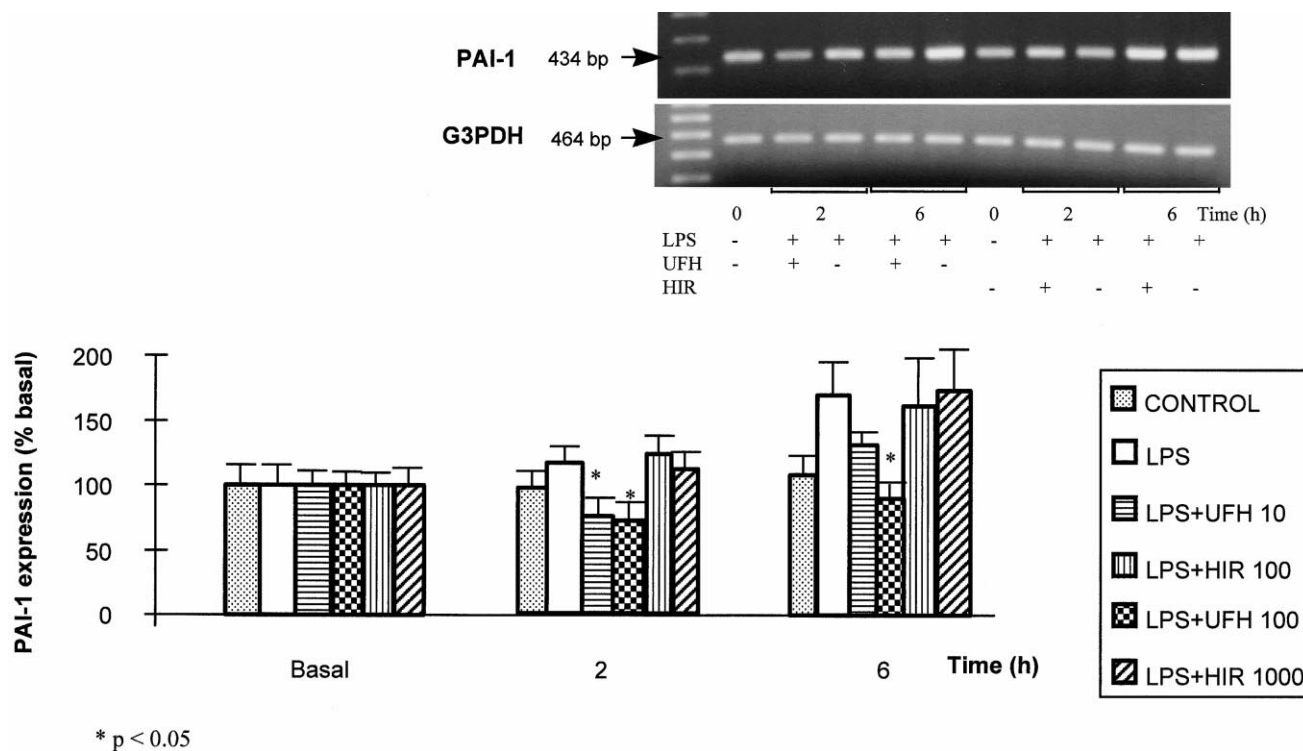 PAI-1 434 bp
G3PDH 464 bp
0 2 6 0 2 6 Time (h)
LPS - + + + + - + + + +
UFH - + - + -
HIR - + - + -
PAI-1 expression (% basal)
200
150
100
50
0
* * *
Basal 2 6 Time (h)
CONTROL
LPS
LPS+UFH 10
LPS+HIR 100
LPS+UFH 100
LPS+HIR 1000
* p < 0.05